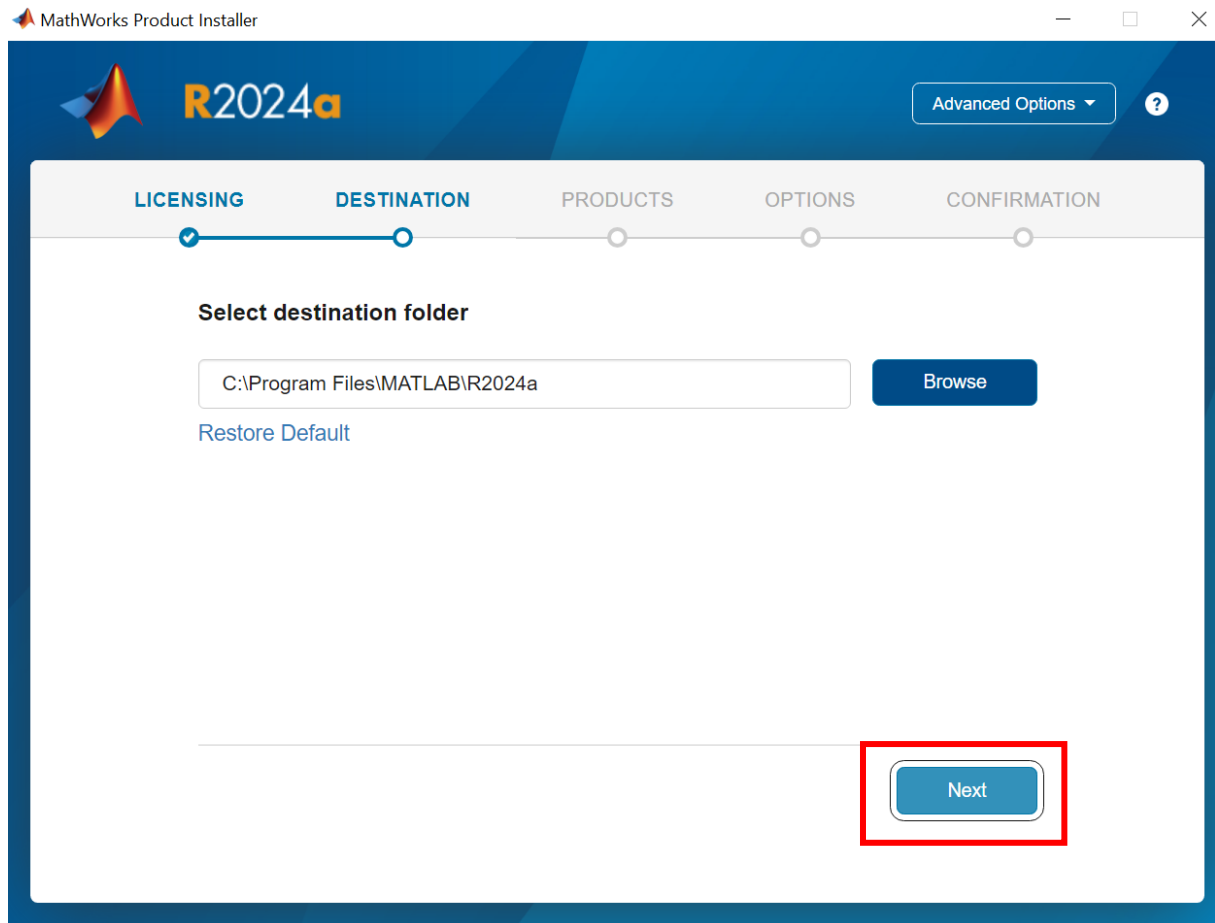 MathWorks Product Installer
R2024a
Advanced Options
?
LICENSING DESTINATION PRODUCTS OPTIONS CONFIRMATION
Select destination folder
C:\Program Files\MATLAB\R2024a
Browse
Restore Default
Next